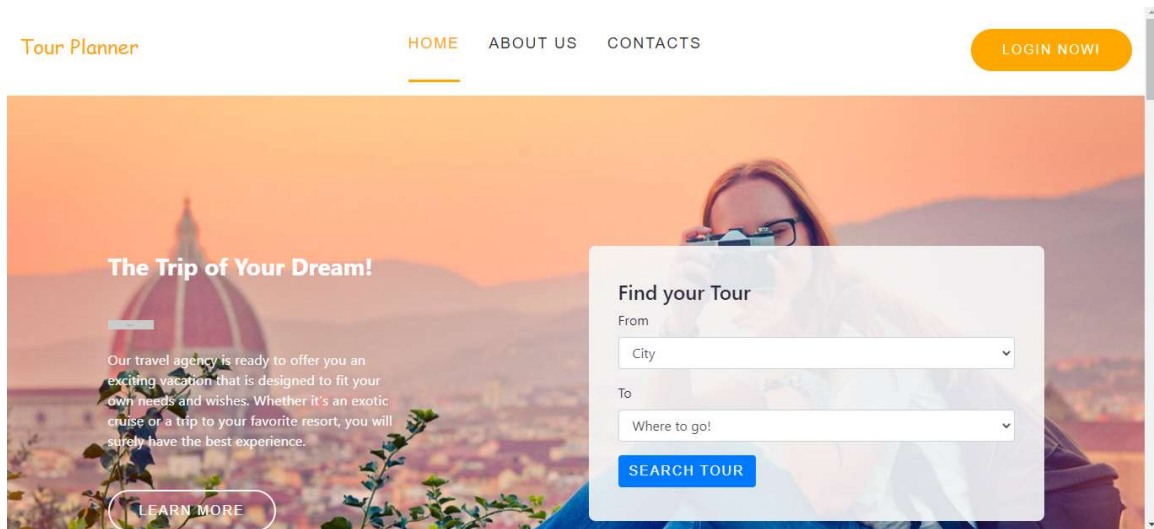 Tour Planner
HOME ABOUT US CONTACTS
LOGIN NOW!
The Trip of Your Dream!
Our travel agency is ready to offer you an
exciting vacation that is designed to fit your
own needs and wishes. Whether it's an exotic
cruise or a trip to your favorite resort, you will
surely have the best experience.
LEARN MORE
Find your Tour
From
City
To
Where to go!
SEARCH TOUR